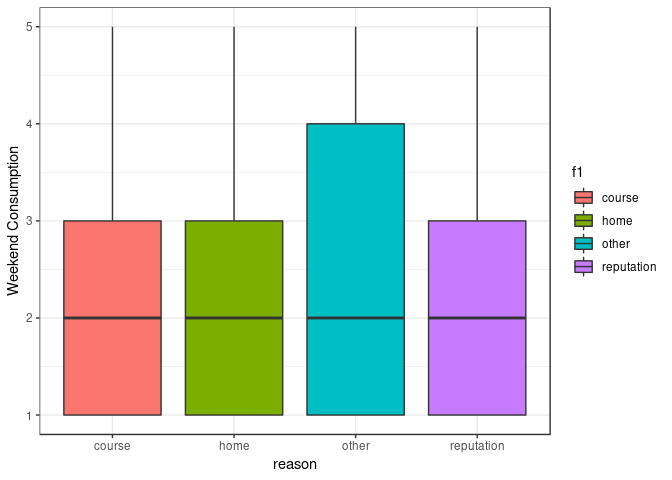 5
4
3
2
1
Weekend Consumption
course
home
other
reputation
reason
f1
course
home
other
reputation